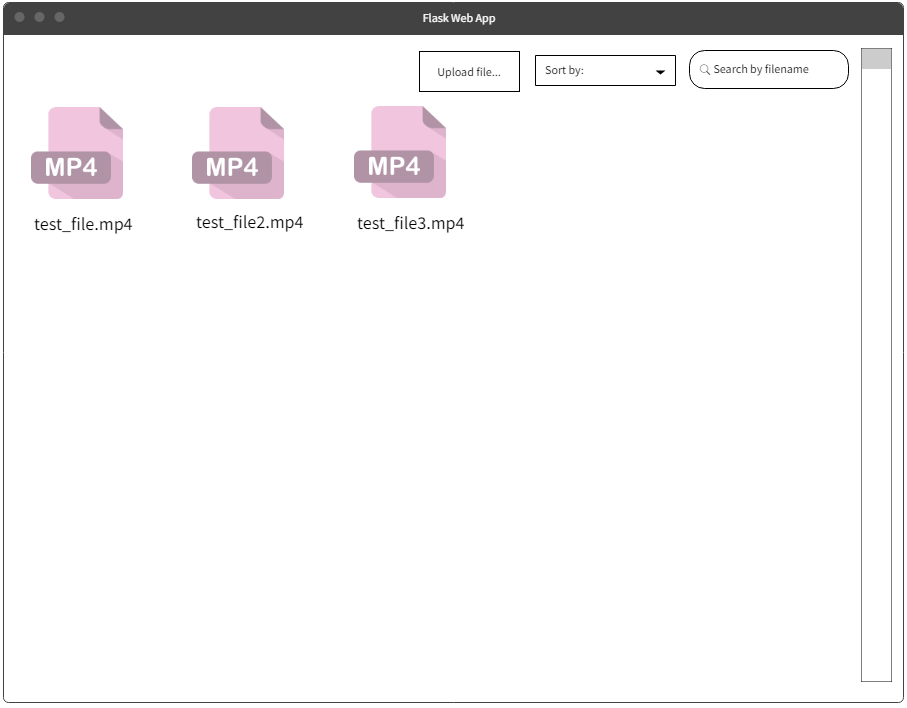 Flask Web App
Upload file...
Sort by:
Search by filename
MP4
MP4
MP4
test_file.mp4
test_file2.mp4
test_file3.mp4